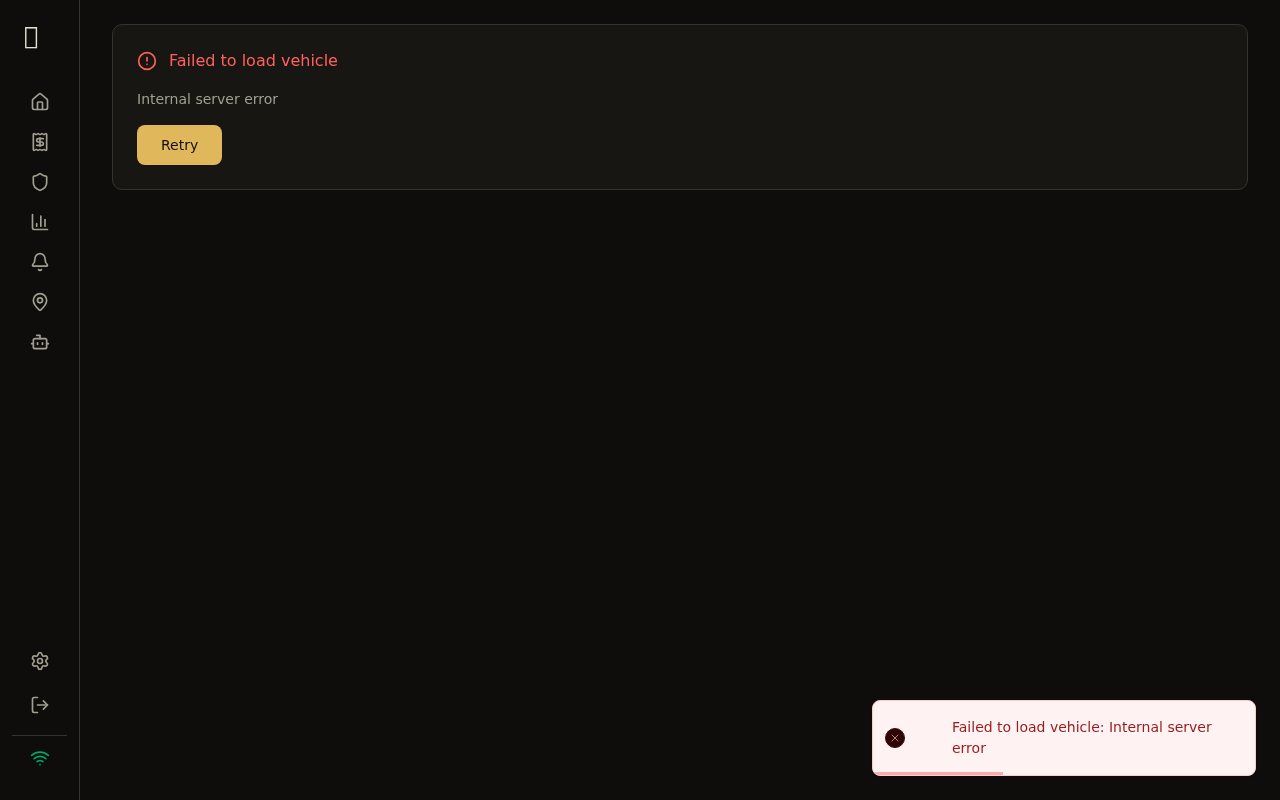 Failed to load vehicle
Internal server error
Retry
Failed to load vehicle: Internal server
error